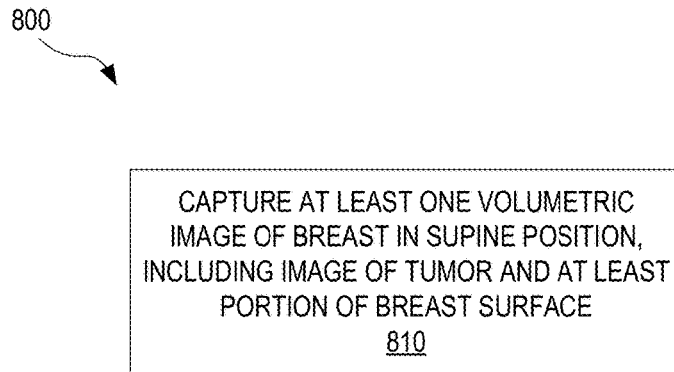 800
CAPTURE AT LEAST ONE VOLUMETRIC
IMAGE OF BREAST IN SUPINE POSITION,
INCLUDING IMAGE OF TUMOR AND AT LEAST
PORTION OF BREAST SURFACE
810